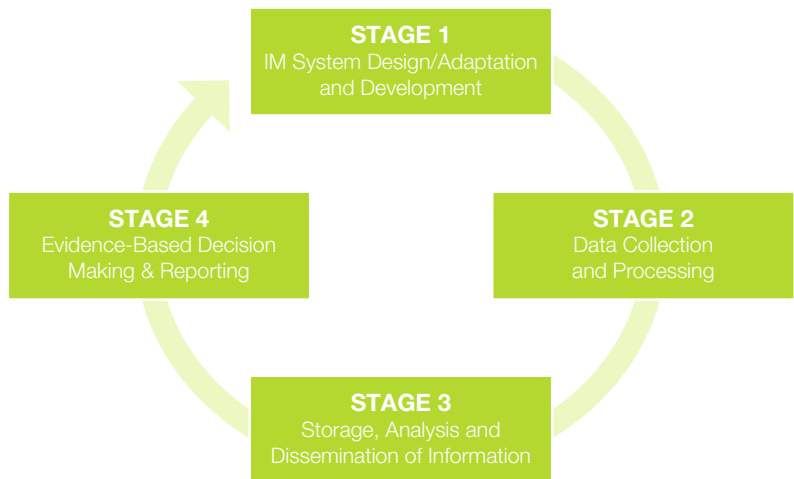 STAGE 1
IM System Design/Adaptation
and Development
STAGE 2
Data Collection
and Processing
STAGE 3
Storage, Analysis and
Dissemination of Information
STAGE 4
Evidence-Based Decision
Making & Reporting